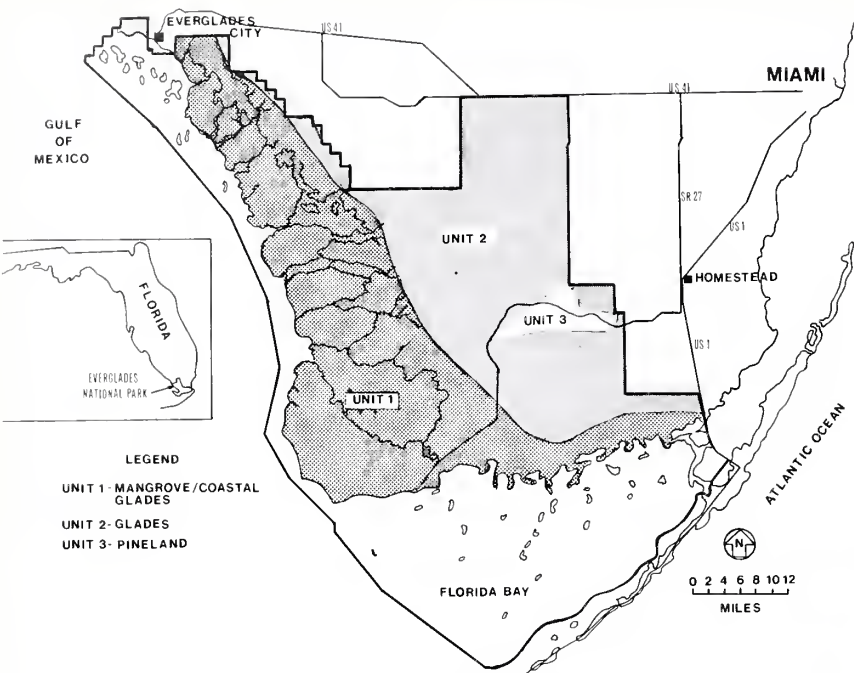 EVERGLADES
CITY
US 41
MIAMI
US 41
GULF
OF
MEXICO
SR 27
US 1
UNIT 2
HOMESTEAD
FLORIDA
UNIT 3
US 1
EVERGLADES
NATIONAL PARK
UNIT 1
ATLANTIC OCEAN
LEGEND
UNIT 1 - MANGROVE/COASTAL
GLADES
UNIT 2 - GLADES
UNIT 3 - PINELAND
N
FLORIDA BAY
0 2 4 6 8 10 12
MILES